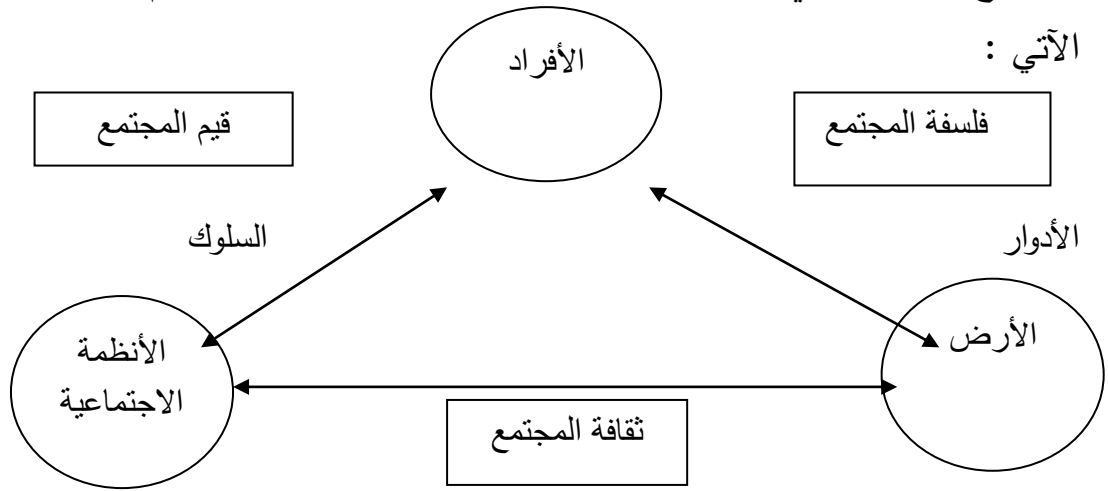 الآتي :
الأفراد
فلسفة المجتمع
قيم المجتمع
الأدوار
السلوك
الأرض
الأنظمة
الاجتماعية
ثقافة المجتمع